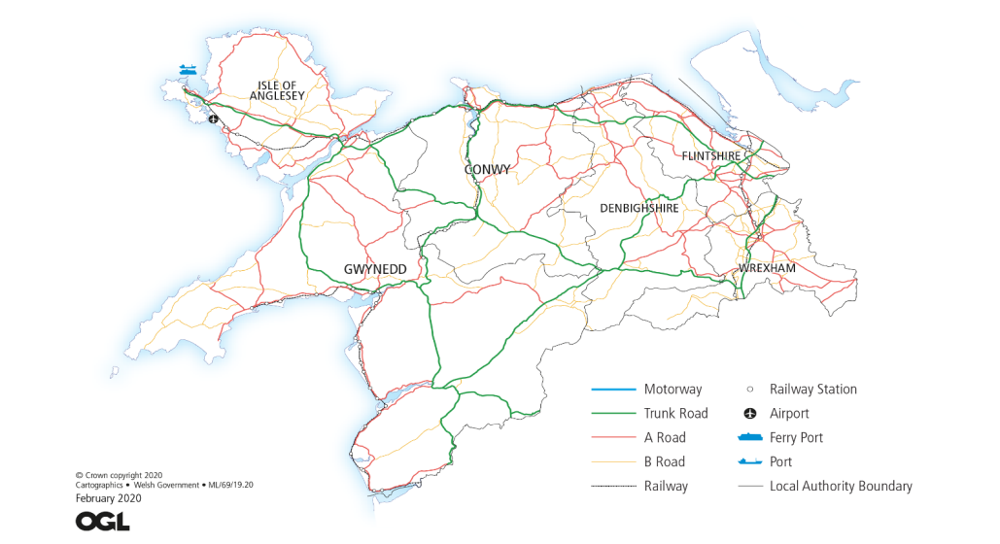 ISLE OF
ANGLESEY
CONWY
FLINTSHIRE
DENBIGHSHIRE
GWYNEDD
WREXHAM
Motorway
Trunk Road
A Road
B Road
Railway
Railway Station
Airport
Ferry Port
Port
Local Authority Boundary
© Crown copyright 2020
Cartographics • Welsh Government • ML/69/19.20
February 2020
OGL